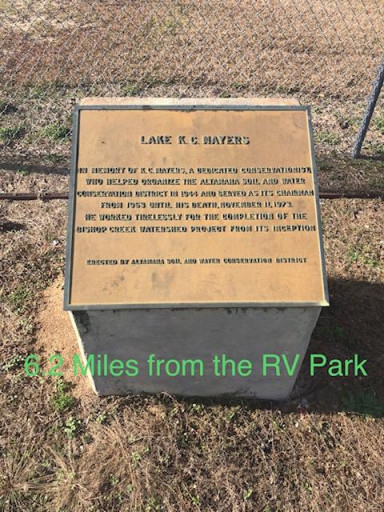 LAKE K.C. MAYERS
IN MEMORY OF K.C. MAYERS, A DEDICATED CONSERVATIONIST,
WHO HELPED ORGANIZE THE ALTAMAHA SOIL AND WATER
CONSERVATION DISTRICT IN 1944 AND SERVED AS ITS CHAIRMAN
FROM 1953 UNTIL HIS DEATH, NOVEMBER 17, 1973.
HE WORKED TIRELESSLY FOR THE COMPLETION OF THE
BISHOP CREEK WATERSHED PROJECT FROM ITS INCEPTION
ERECTED BY ALTAMAHA SOIL AND WATER CONSERVATION DISTRICT
6.2 Miles from the RV Park